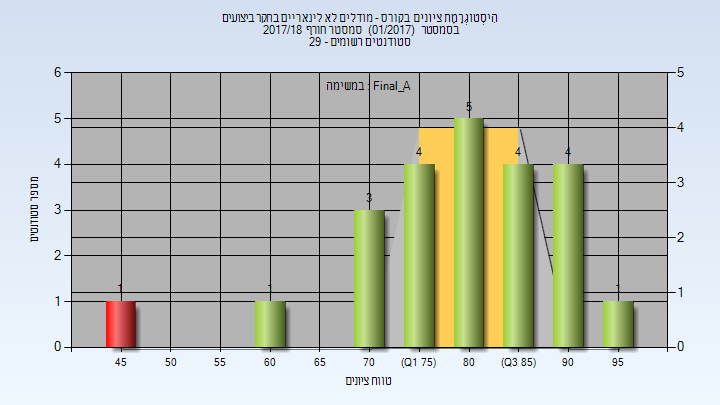 הִיסְטוֹגְרָמַת ציונים בקורס - מודלים לא לינאריים בחקר ביצועים
בסמסטר (01/2017) סמסטר חורף 2017/18
סטודנטים רשומים - 29
במשימה : Final_A
6 5
5 4
4 3
3 2
2 1
1 0
0
מספר סטודנטים
1 1 3 4 5 4 4 1
45 50 55 60 65 70 (Q1 75) 80 (Q3 85) 90 95
טווח ציונים